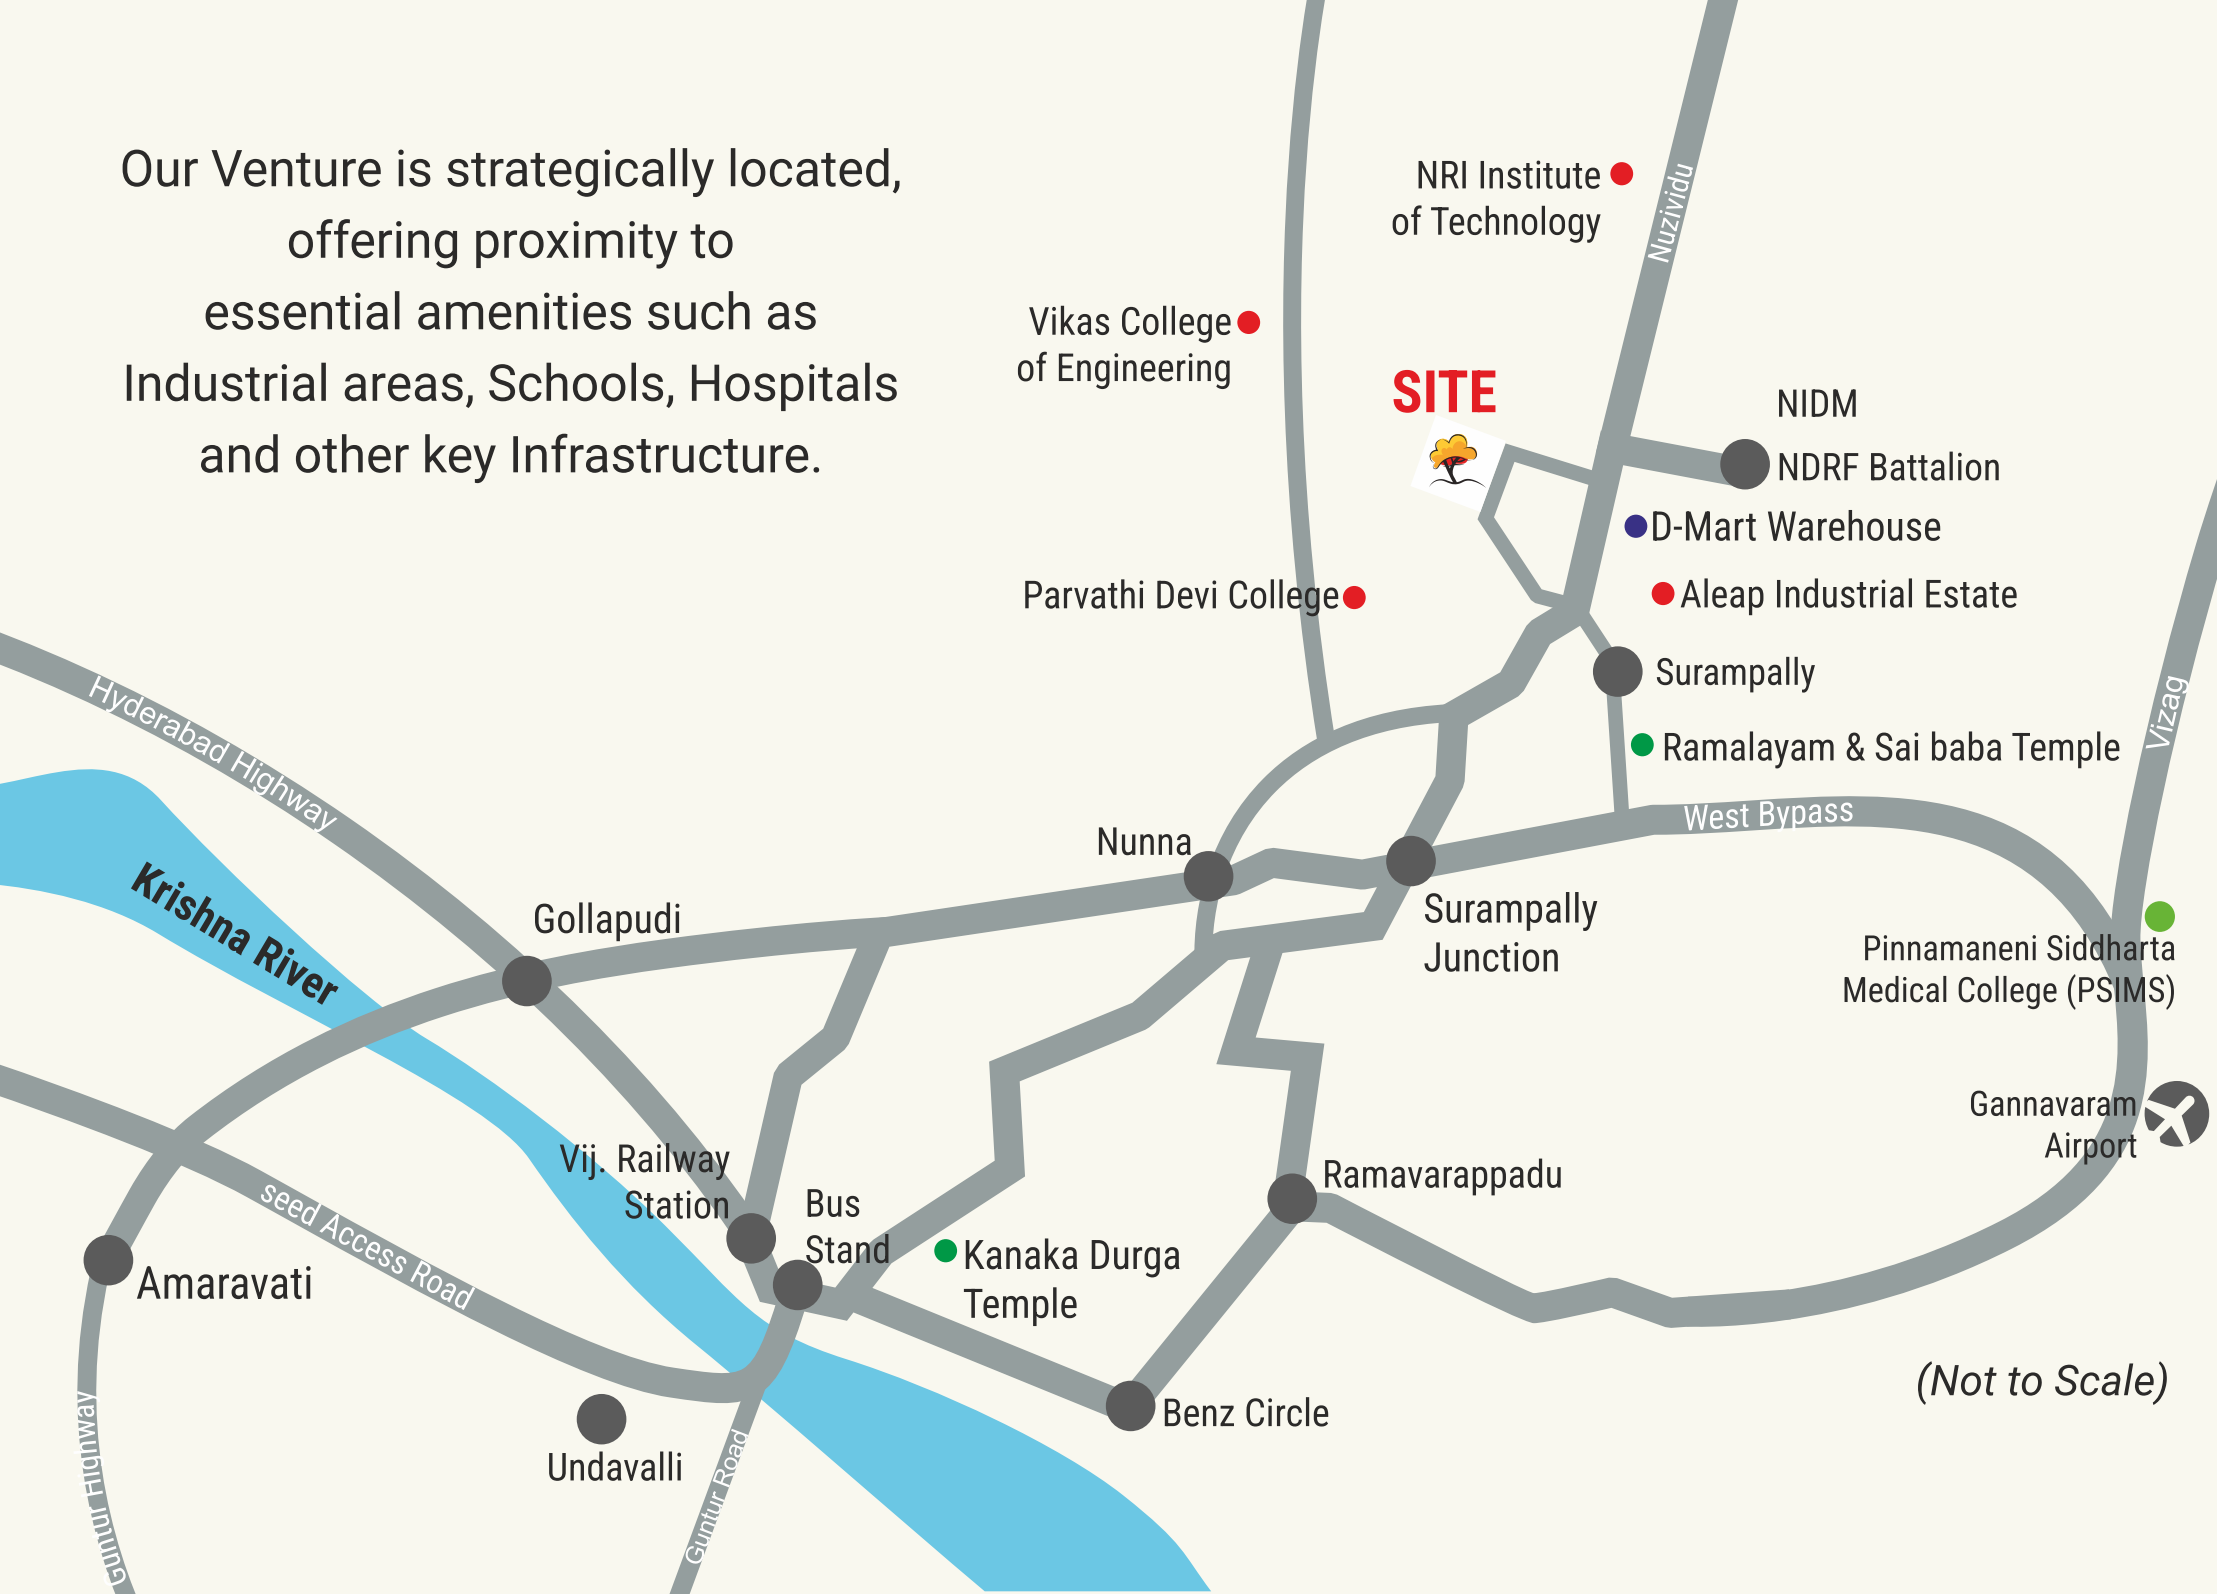 Our Venture is strategically located,
offering proximity to
essential amenities such as
Industrial areas, Schools, Hospitals
and other key Infrastructure.
NRI Institute
of Technology
Nuzividu
Vikas College
of Engineering
SITE
NIDM
NDRF Battalion
D-Mart Warehouse
Parvathi Devi College
Aleap Industrial Estate
Surampally
Vizag
Ramalayam & Sai baba Temple
Hyderabad Highway
West Bypass
Nunna
Krishna River
Gollapudi
Surampally
Junction
Pinnamaneni Siddharta
Medical College (PSIMS)
Gannavaram
Airport
Vij. Railway
Station
Ramavarappadu
Bus
Stand
seed Access Road
Kanaka Durga
Temple
Amaravati
(Not to Scale)
Benz Circle
Undavalli
Guntur Highway
Guntur Road